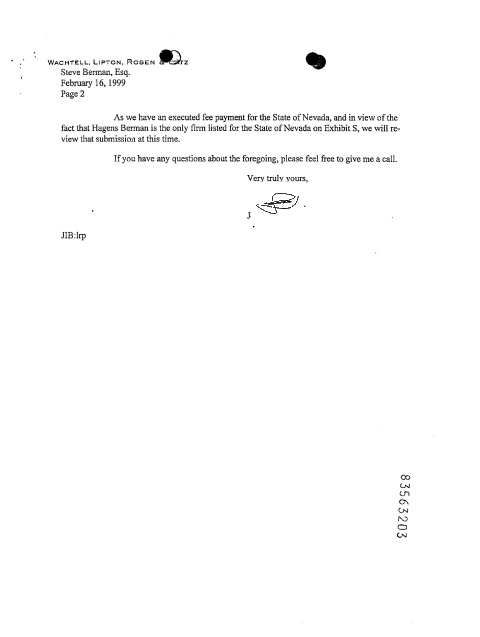 WACHTELL, LIPTON, ROSEN & KATZ
Steve Berman, Esq.
February 16, 1999
Page 2
As we have an executed fee payment for the State of Nevada, and in view of the
fact that Hagens Berman is the only firm listed for the State of Nevada on Exhibit S, we will re-
view that submission at this time.
If you have any questions about the foregoing, please feel free to give me a call.
Very truly yours,
J
JIB:lrp
83563203